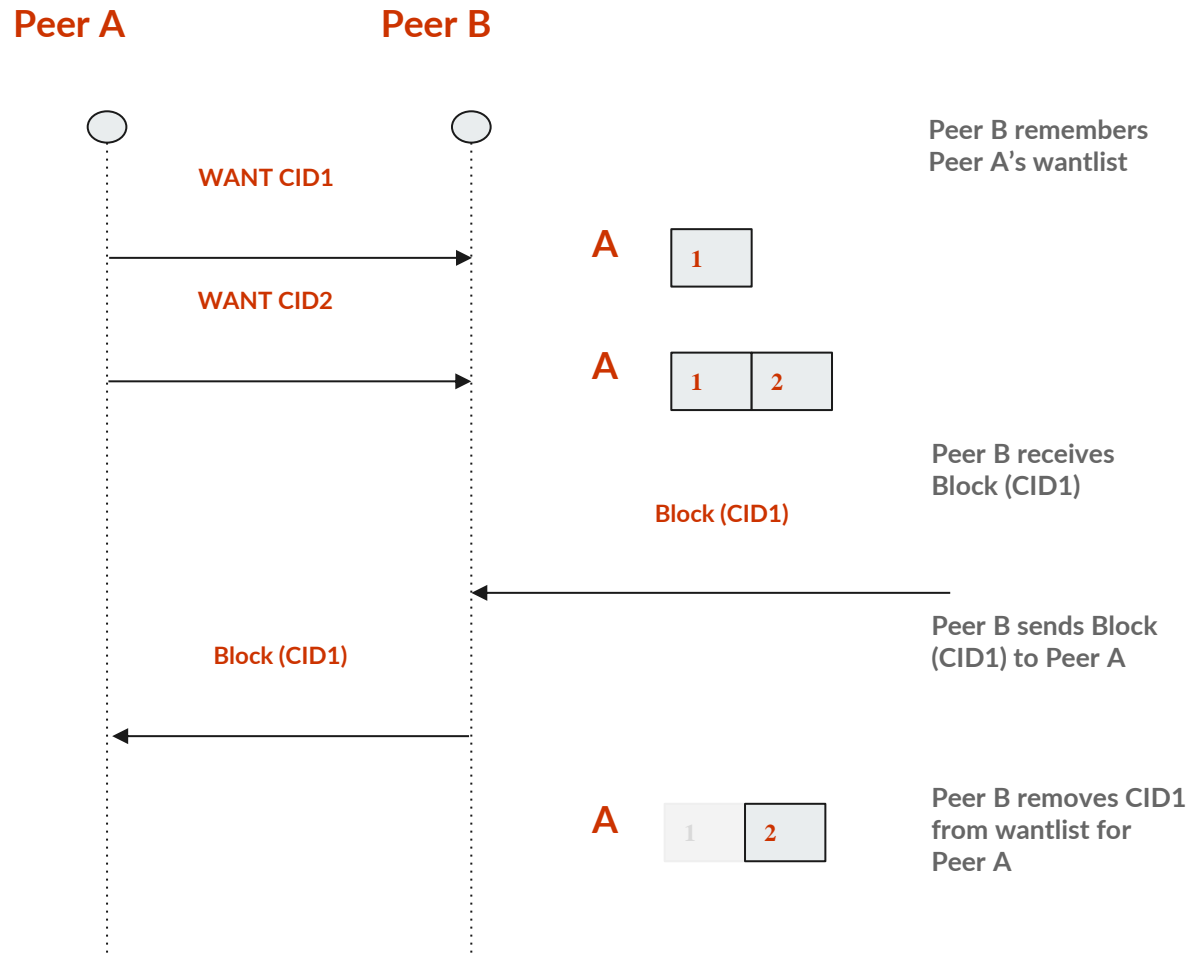 Peer A
Peer B
Peer B remembers
Peer A’s wantlist
WANT CID1
A
1
WANT CID2
A
1 2
Peer B receives
Block (CID1)
Block (CID1)
Peer B sends Block
(CID1) to Peer A
Block (CID1)
Peer B removes CID1
from wantlist for
Peer A
A
1 2